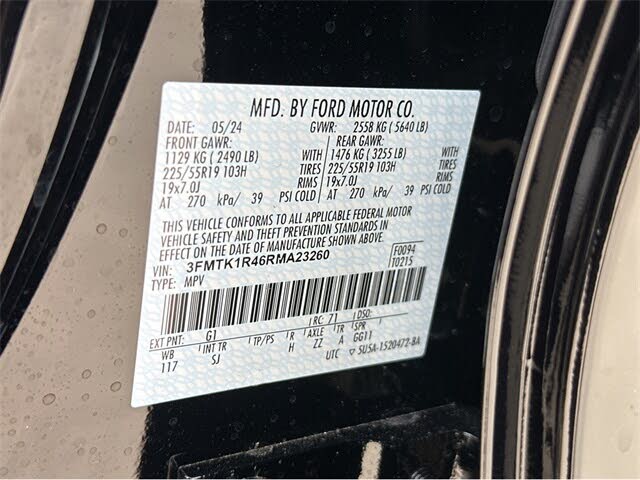 MFD. BY FORD MOTOR CO.
DATE: 05/24 GVWR: 2558 KG ( 5640 LB)
FRONT GAWR: REAR GAWR:
1129 KG ( 2490 LB) WITH 1476 KG ( 3255 LB) WITH
225/55R19 103H TIRES 225/55R19 103H TIRES
19x7.0J RIMS 19x7.0J RIMS
AT 270 kPa/ 39 PSI COLD AT 270 kPa/ 39 PSI COLD
THIS VEHICLE CONFORMS TO ALL APPLICABLE FEDERAL MOTOR
VEHICLE SAFETY AND THEFT PREVENTION STANDARDS IN
EFFECT ON THE DATE OF MANUFACTURE SHOWN ABOVE.
VIN: 3FMTK1R46RMA23260 F0094
TYPE: MPV T0215
EXT PNT: G1 RC: 71 DSO:
WB INT TR TP/PS R AXLE TR SPR
117 SJ H ZZ A GG11
UTC 5U5A-1520472-BA